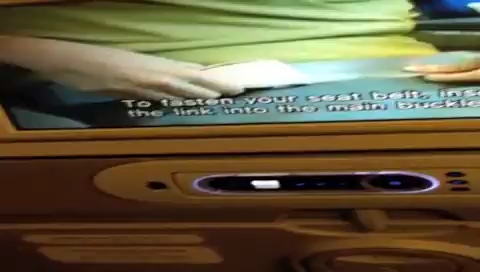 To fasten your seat belt, ins
the link into the main buckle